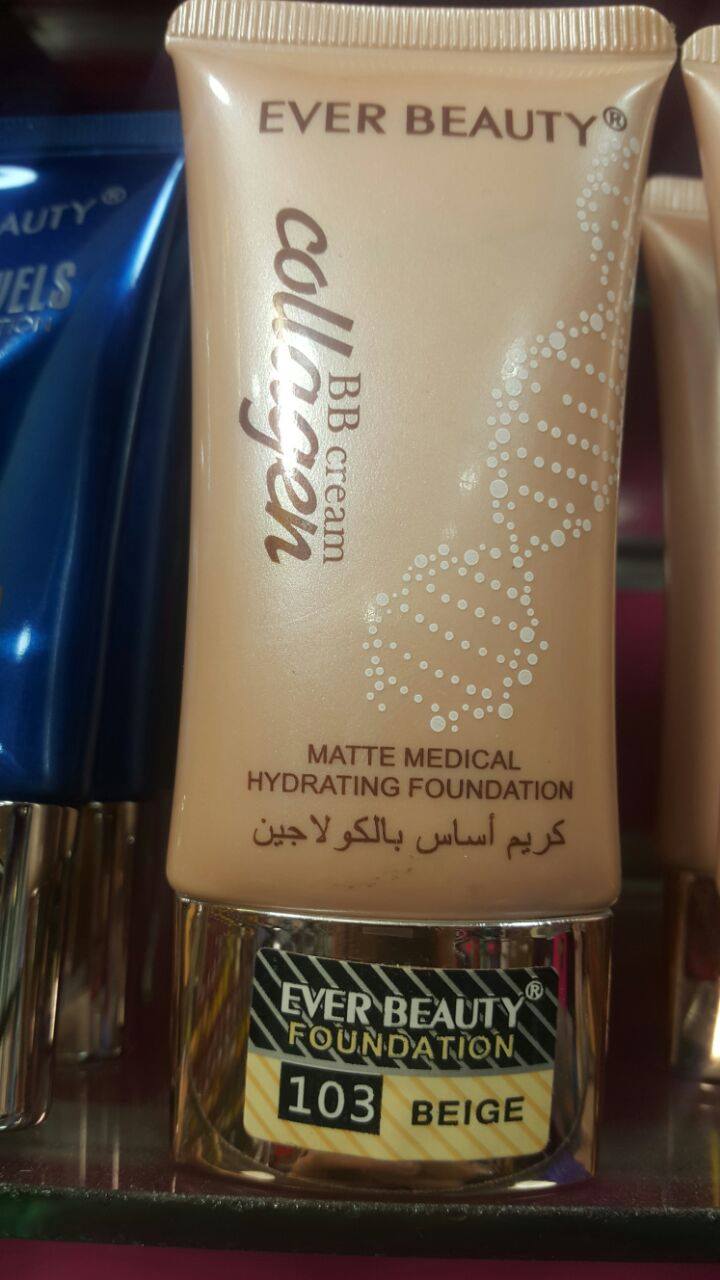 EVER BEAUTY®
collagen
BB cream
MATTE MEDICAL
HYDRATING FOUNDATION
كريم أساس بالكولاجين
EVER BEAUTY®
FOUNDATION
103 BEIGE